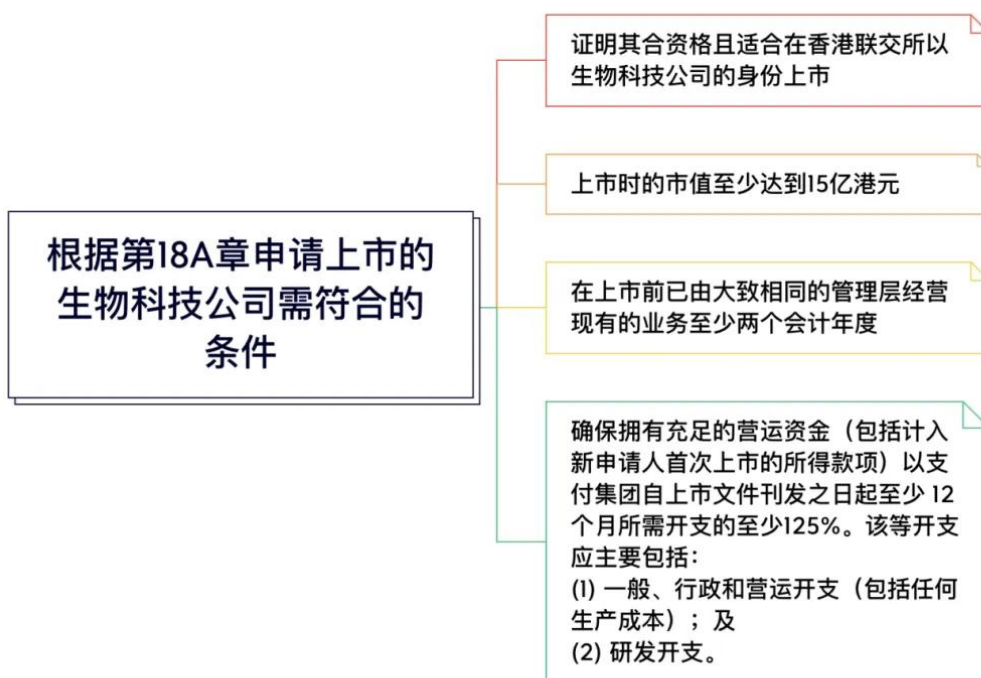 根据第18A章申请上市的
生物科技公司需符合的
条件
证明其合资格且适合在香港联交所以
生物科技公司的身份上市
上市时的市值至少达到15亿港元
在上市前已由大致相同的管理层经营
现有的业务至少两个会计年度
确保拥有充足的营运资金（包括计入
新申请人首次上市的所得款项）以支
付集团自上市文件刊发之日起至少 12
个月所需开支的至少125%。该等开支
应主要包括：
(1) 一般、行政和营运开支（包括任何
生产成本）；及
(2) 研发开支。